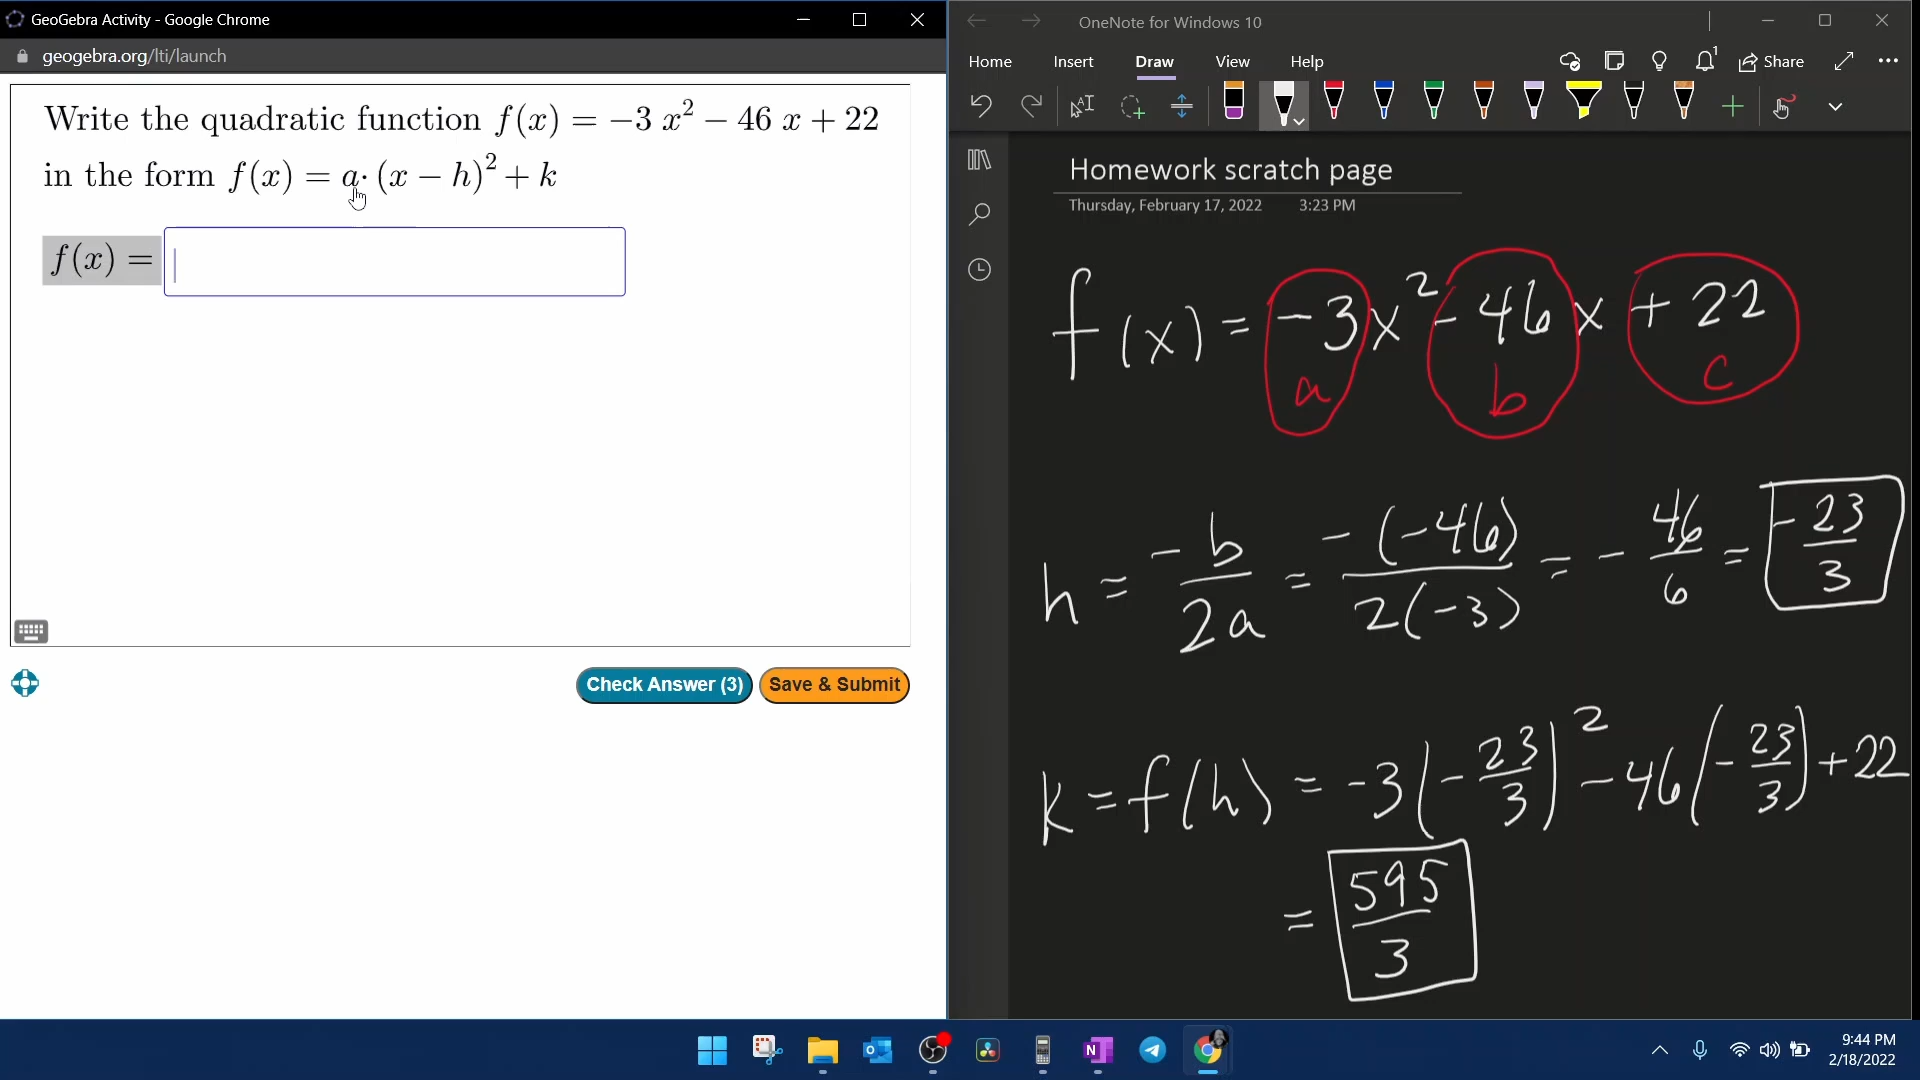 GeoGebra Activity - Google Chrome
geogebra.org/lti/launch
Write the quadratic function f(x) = −3 x² − 46 x + 22
in the form f(x) = a· (x − h)² + k
f(x) =
Check Answer (3)
Save & Submit
OneNote for Windows 10
Home Insert Draw View Help
1
Share
Homework scratch page
Thursday, February 17, 2022 3:23 PM
f(x) = -3x² - 46x + 22
a b c
h = -b/2a = -(-46)/2(-3) = -46/6 = -23/3
k = f(h) = -3(-23/3)² - 46(-23/3) + 22
= 595/3
9:44 PM
2/18/2022